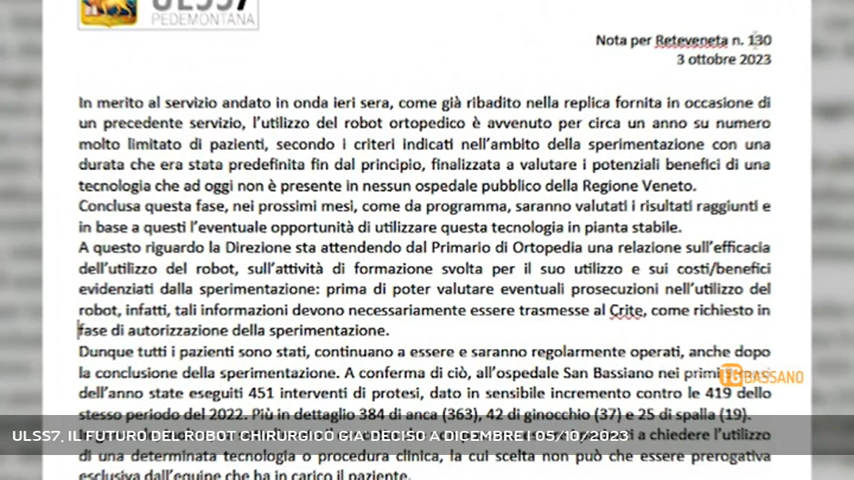 ULSS7
PEDEMONTANA
Nota per Reteveneta n. 130
3 ottobre 2023
In merito al servizio andato in onda ieri sera, come già ribadito nella replica fornita in occasione di
un precedente servizio, l'utilizzo del robot ortopedico è avvenuto per circa un anno su numero
molto limitato di pazienti, secondo i criteri indicati nell'ambito della sperimentazione con una
durata che era stata predefinita fin dal principio, finalizzata a valutare i potenziali benefici di una
tecnologia che ad oggi non è presente in nessun ospedale pubblico della Regione Veneto.
Conclusa questa fase, nei prossimi mesi, come da programma, saranno valutati i risultati raggiunti e
in base a questi l'eventuale opportunità di utilizzare questa tecnologia in pianta stabile.
A questo riguardo la Direzione sta attendendo dal Primario di Ortopedia una relazione sull'efficacia
dell'utilizzo del robot, sull'attività di formazione svolta per il suo utilizzo e sui costi/benefici
evidenziati dalla sperimentazione: prima di poter valutare eventuali prosecuzioni nell'utilizzo del
robot, infatti, tali informazioni devono necessariamente essere trasmesse al Crite, come richiesto in
fase di autorizzazione della sperimentazione.
Dunque tutti i pazienti sono stati, continuano a essere e saranno regolarmente operati, anche dopo
la conclusione della sperimentazione. A conferma di ciò, all'ospedale San Bassiano nei primi
TG BASSANO
dell'anno state eseguiti 451 interventi di protesi, dato in sensibile incremento contro le 419 dello
stesso periodo del 2022. Più in dettaglio 384 di anca (363), 42 di ginocchio (37) e 25 di spalla (19).
ULSS7, IL FUTURO DEL ROBOT CHIRURGICO GIA' DECISO A DICEMBRE | 05/10/2023
a chiedere l'utilizzo
di una determinata tecnologia o procedura clinica, la cui scelta non può che essere prerogativa
esclusiva dall'equipe che ha in carico il paziente.